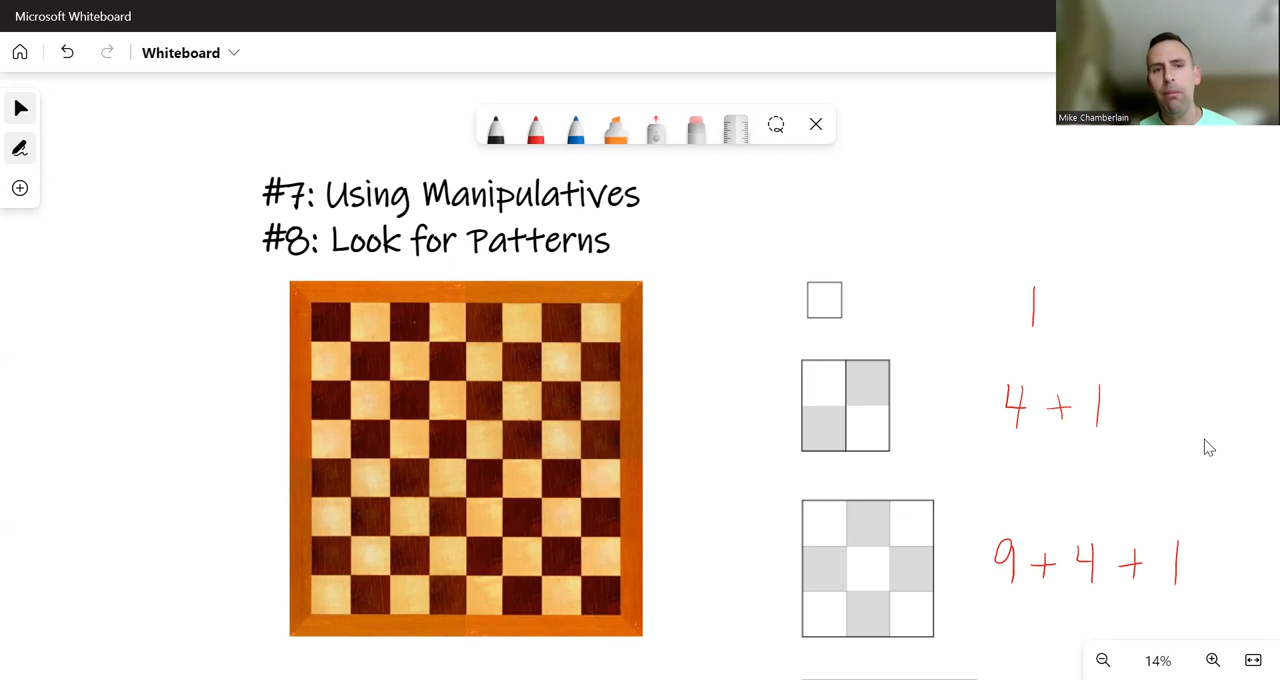 Microsoft Whiteboard
Whiteboard
Mike Chamberlain
#7: Using Manipulatives
#8: Look for Patterns
1
4 + 1
9 + 4 + 1
14%